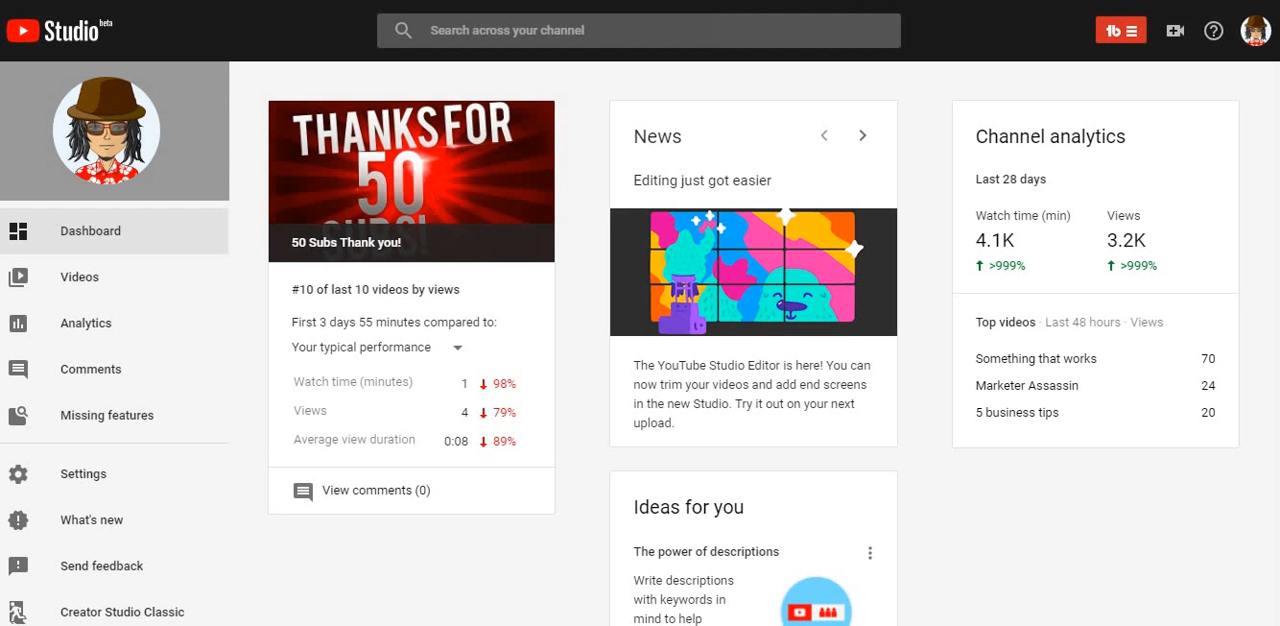 Studio beta
Search across your channel
Dashboard
Videos
Analytics
Comments
Missing features
Settings
What's new
Send feedback
Creator Studio Classic
THANKS FOR
50
SUBS!
50 Subs Thank you!
#10 of last 10 videos by views
First 3 days 55 minutes compared to:
Your typical performance
Watch time (minutes) 1 98%
Views 4 79%
Average view duration 0:08 89%
View comments (0)
News
Editing just got easier
The YouTube Studio Editor is here! You can
now trim your videos and add end screens
in the new Studio. Try it out on your next
upload.
Ideas for you
The power of descriptions
Write descriptions
with keywords in
mind to help
Channel analytics
Last 28 days
Watch time (min) Views
4.1K 3.2K
>999% >999%
Top videos · Last 48 hours · Views
Something that works 70
Marketer Assassin 24
5 business tips 20